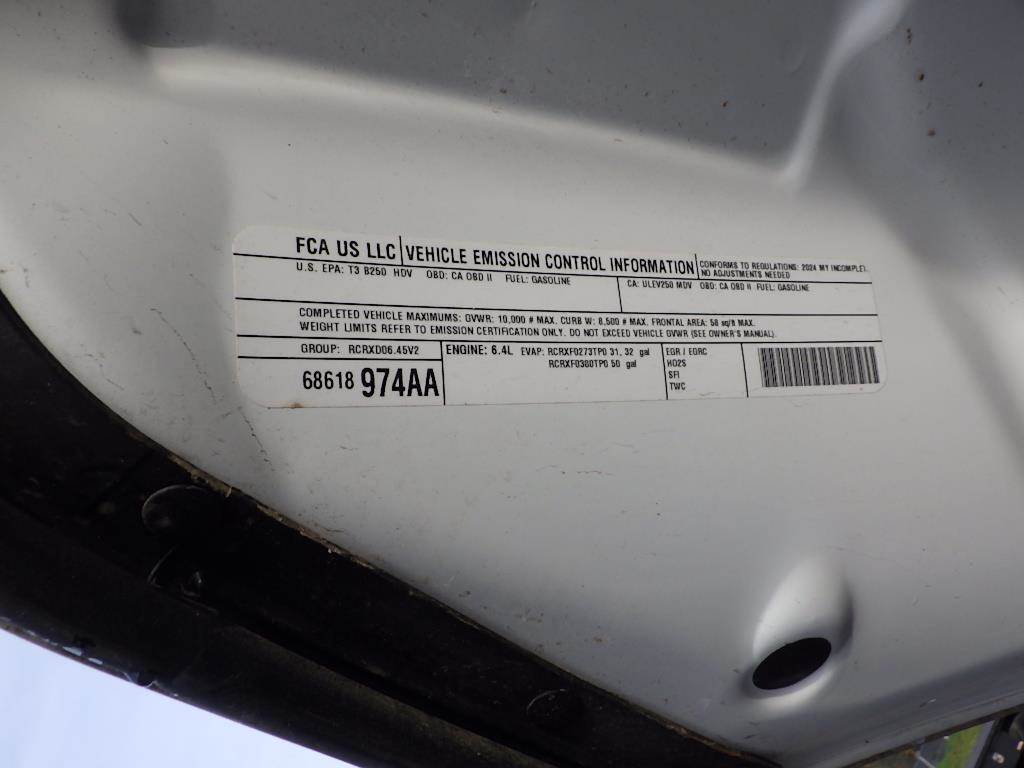 FCA US LLC VEHICLE EMISSION CONTROL INFORMATION
CONFORMS TO REGULATIONS: 2024 MY INCOMPLE
NO ADJUSTMENTS NEEDED
U.S. EPA: T3 B250 HDV OBD: CA OBD II FUEL: GASOLINE
CA: ULEV250 MDV OBD: CA OBD II FUEL: GASOLINE
COMPLETED VEHICLE MAXIMUMS: GVWR: 10,000 # MAX. CURB W: 8,500 # MAX. FRONTAL AREA: 58 sq/ft MAX.
WEIGHT LIMITS REFER TO EMISSION CERTIFICATION ONLY. DO NOT EXCEED VEHICLE GVWR (SEE OWNER'S MANUAL).
GROUP: RCRXD06.45V2
68618 974AA
ENGINE: 6.4L EVAP: RCRXF0273TP0 31, 32 gal
RCRXF0380TP0 50 gal
EGR / EGRC
HO2S
SFI
TWC